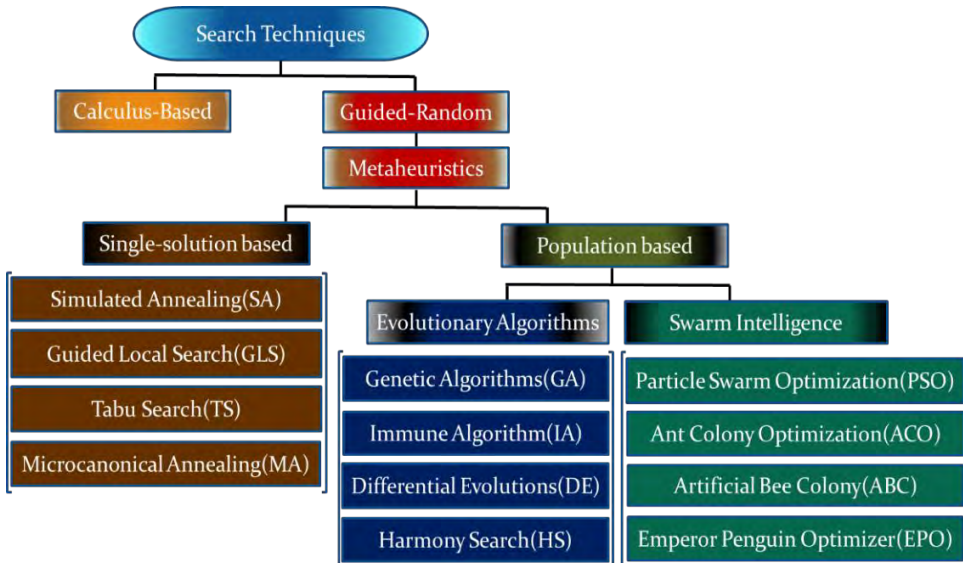 Search Techniques
Calculus-Based
Guided-Random
Metaheuristics
Single-solution based
Population based
Simulated Annealing(SA)
Guided Local Search(GLS)
Tabu Search(TS)
Microcanonical Annealing(MA)
Evolutionary Algorithms
Genetic Algorithms(GA)
Immune Algorithm(IA)
Differential Evolutions(DE)
Harmony Search(HS)
Swarm Intelligence
Particle Swarm Optimization(PSO)
Ant Colony Optimization(ACO)
Artificial Bee Colony(ABC)
Emperor Penguin Optimizer(EPO)